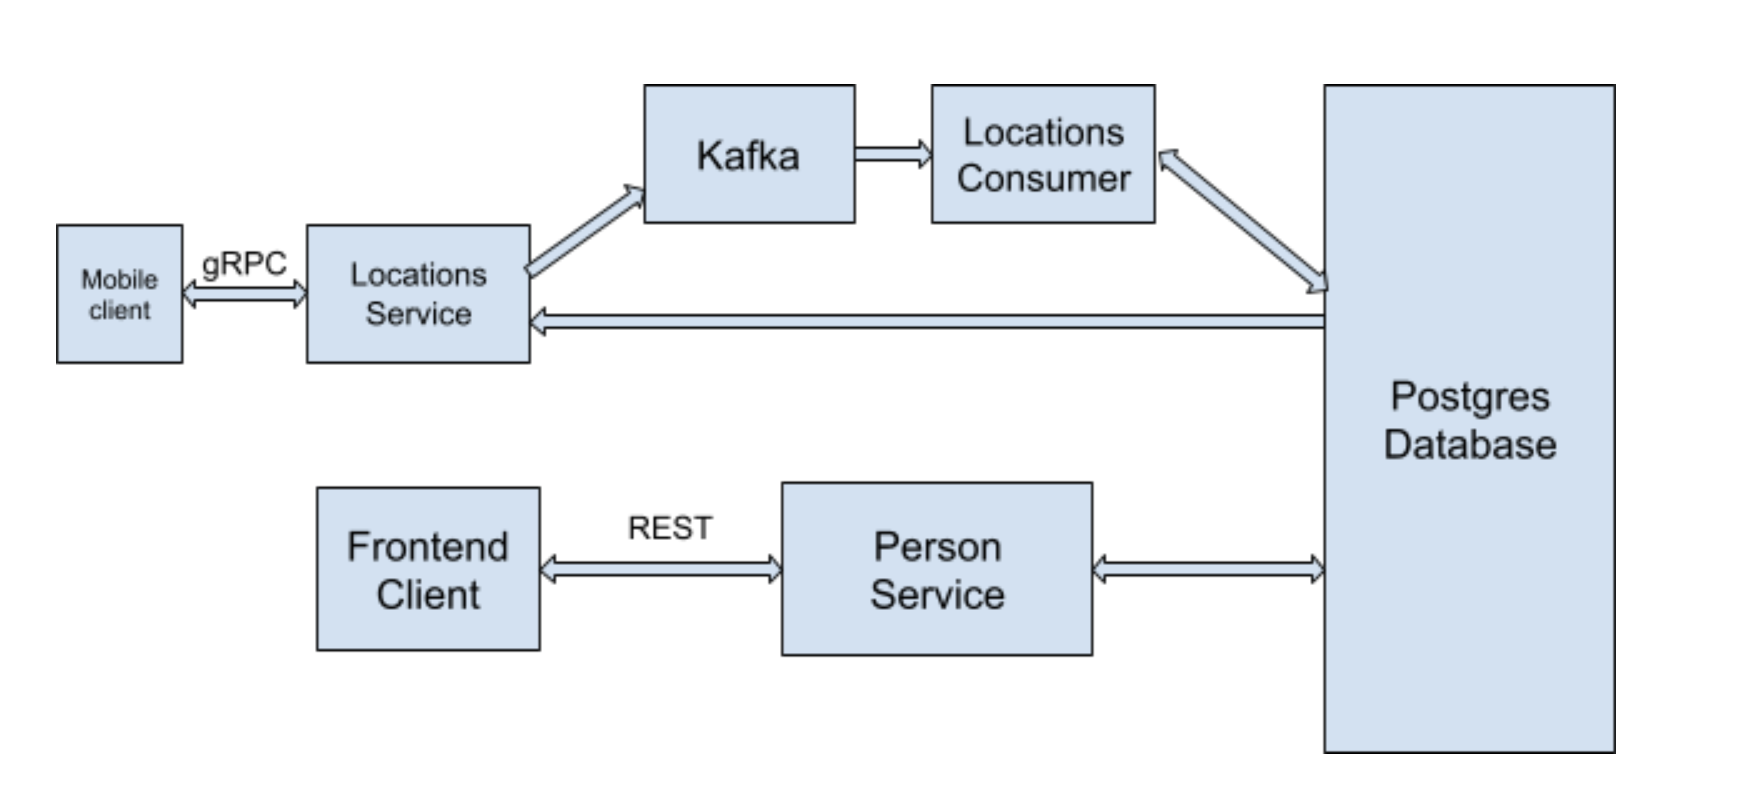 Kafka
Locations
Consumer
Mobile
client
gRPC
Locations
Service
Postgres
Database
Frontend
Client
REST
Person
Service